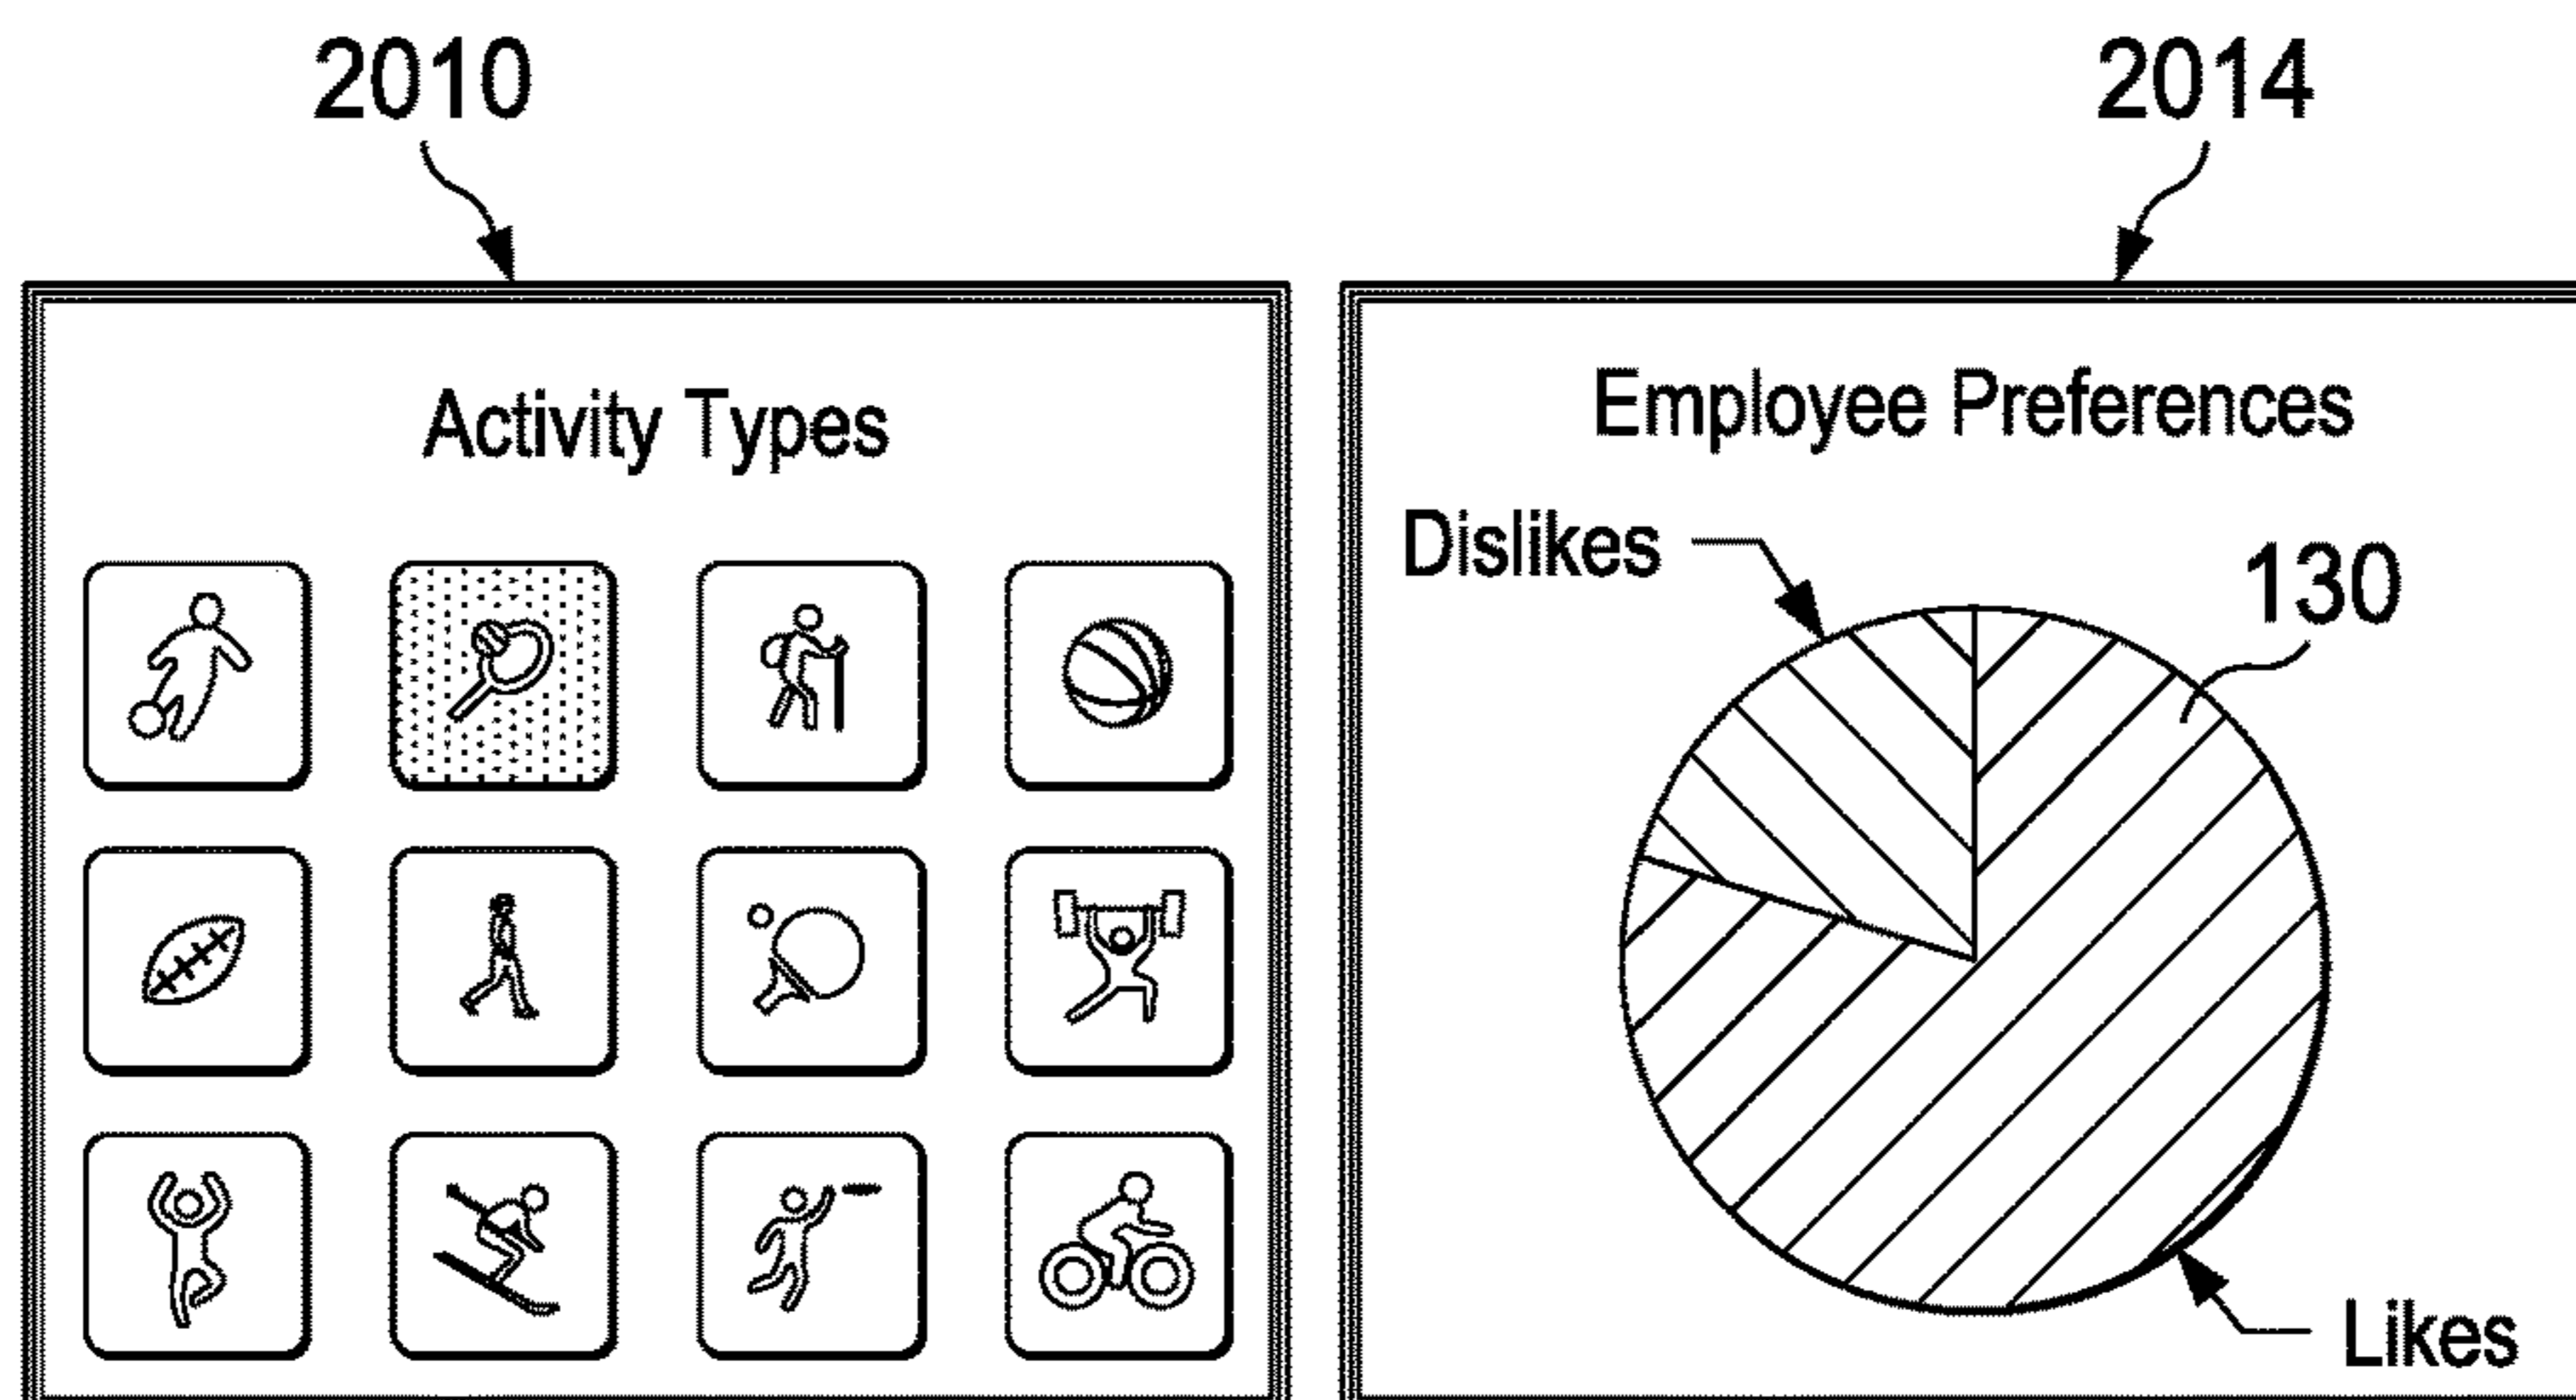 2010
2014
Activity Types
Employee Preferences
Dislikes
130
Likes